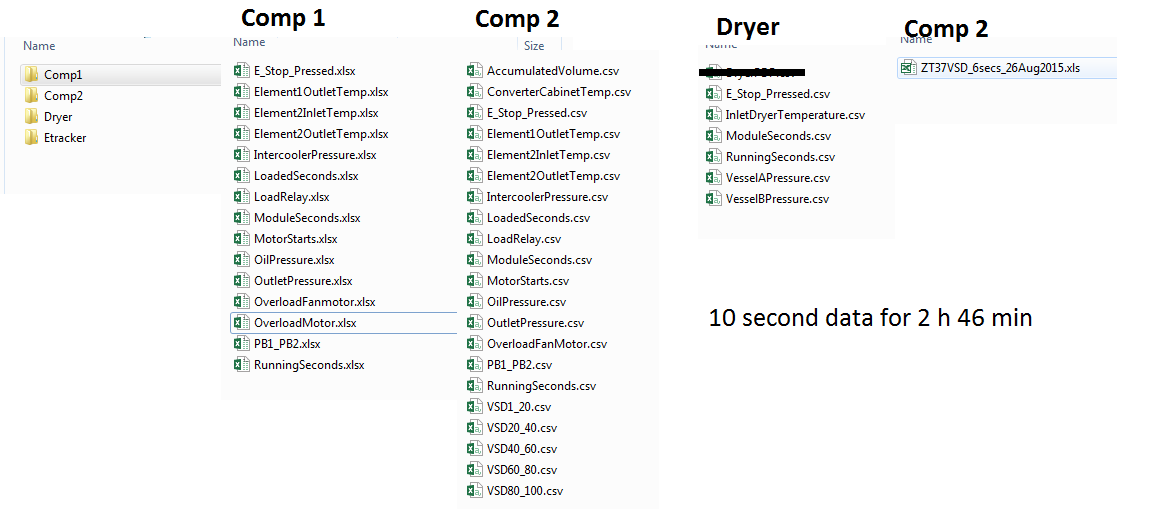 Comp 1
Comp 2
Dryer
Comp 2
Name
Comp1
Comp2
Dryer
Etracker
Name
E_Stop_Pressed.xlsx
Element1OutletTemp.xlsx
Element2InletTemp.xlsx
Element2OutletTemp.xlsx
IntercoolerPressure.xlsx
LoadedSeconds.xlsx
LoadRelay.xlsx
ModuleSeconds.xlsx
MotorStarts.xlsx
OilPressure.xlsx
OutletPressure.xlsx
OverloadFanmotor.xlsx
OverloadMotor.xlsx
PB1_PB2.xlsx
RunningSeconds.xlsx
Size
AccumulatedVolume.csv
ConverterCabinetTemp.csv
E_Stop_Pressed.csv
Element1OutletTemp.csv
Element2InletTemp.csv
Element2OutletTemp.csv
IntercoolerPressure.csv
LoadedSeconds.csv
LoadRelay.csv
ModuleSeconds.csv
MotorStarts.csv
OilPressure.csv
OutletPressure.csv
OverloadFanMotor.csv
PB1_PB2.csv
RunningSeconds.csv
VSD1_20.csv
VSD20_40.csv
VSD40_60.csv
VSD60_80.csv
VSD80_100.csv
Name
E_Stop_Pressed.csv
InletDryerTemperature.csv
ModuleSeconds.csv
RunningSeconds.csv
VesselAPressure.csv
VesselBPressure.csv
Name
ZT37VSD_6secs_26Aug2015.xls
10 second data for 2 h 46 min